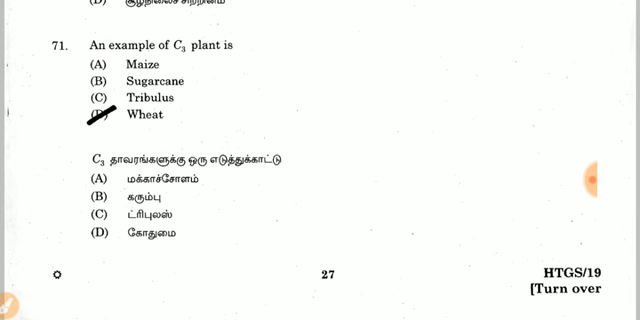 (D) சூழ்நிலைச் சிற்றினம்
71. An example of C3 plant is
(A) Maize
(B) Sugarcane
(C) Tribulus
(D) Wheat
C3 தாவரங்களுக்கு ஒரு எடுத்துக்காட்டு
(A) மக்காச்சோளம்
(B) கரும்பு
(C) ட்ரிபுலஸ்
(D) கோதுமை
✩ 27 HTGS/19
[Turn over